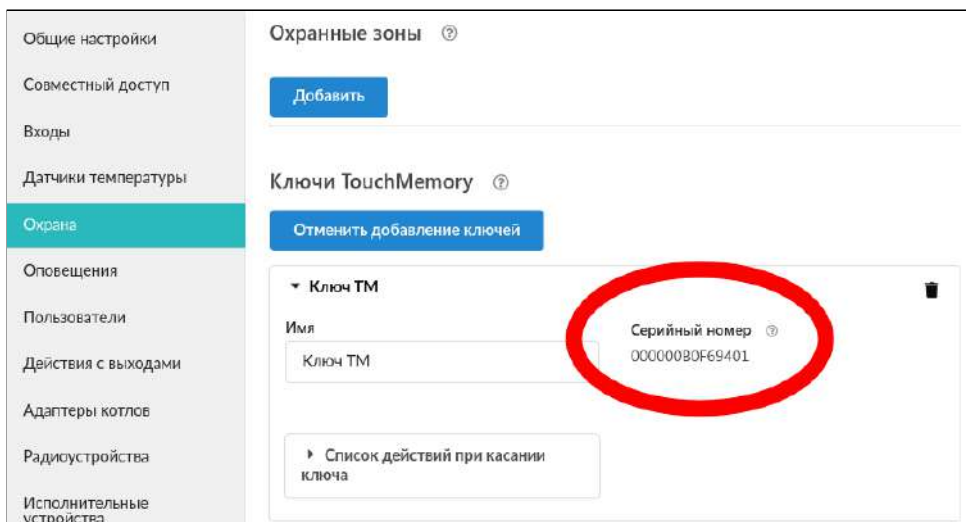 Общие настройки
Совместный доступ
Входы
Датчики температуры
Охрана
Оповещения
Пользователи
Действия с выходами
Адаптеры котлов
Радиоустройства
Исполнительные
устройства
Охранные зоны
Добавить
Ключи TouchMemory
Отменить добавление ключей
Ключ ТМ
Имя
Ключ ТМ
Серийный номер
000000B0F69401
Список действий при касании
ключа